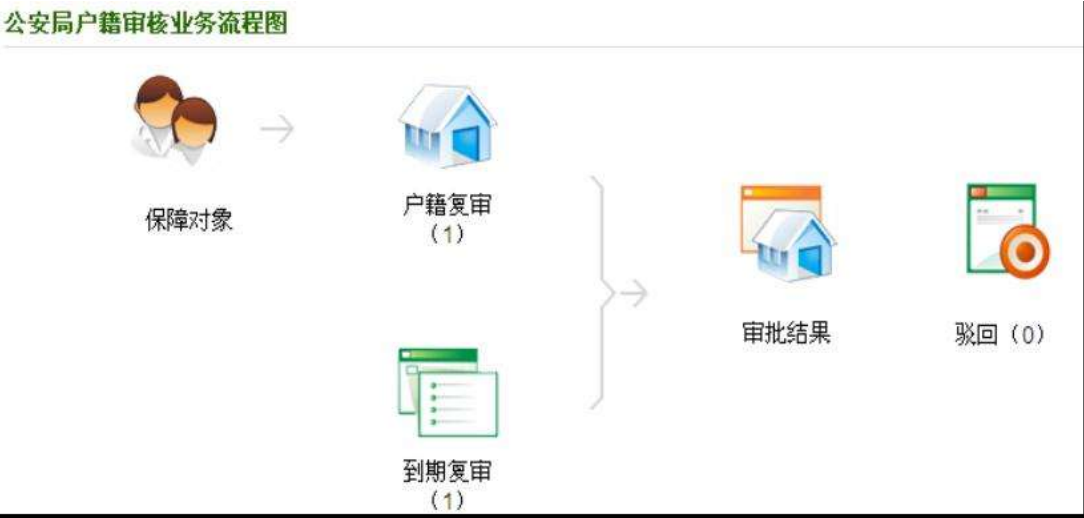 公安局户籍审核业务流程图
保障对象
户籍复审
(1)
到期复审
(1)
审批结果
驳回(0)